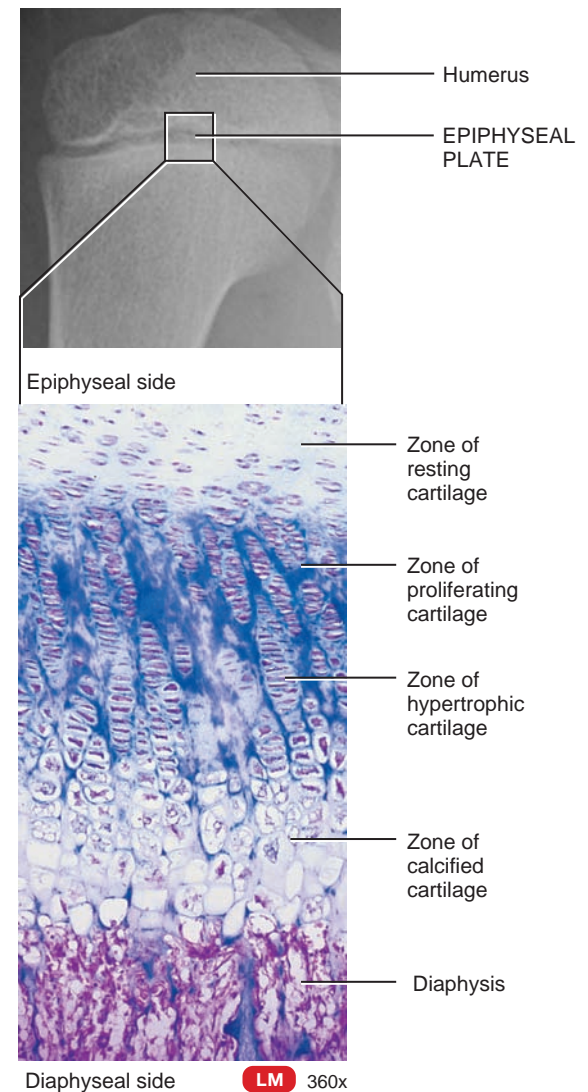 Humerus
EPIPHYSEAL
PLATE
Epiphyseal side
Zone of
resting
cartilage
Zone of
proliferating
cartilage
Zone of
hypertrophic
cartilage
Zone of
calcified
cartilage
Diaphysis
Diaphyseal side LM 360x